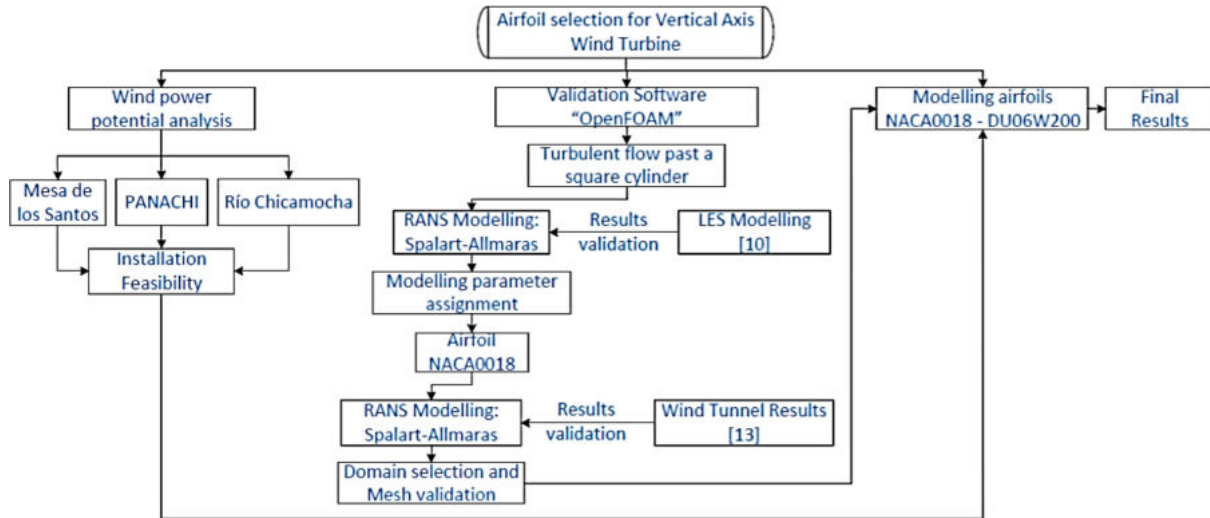 Airfoil selection for Vertical Axis
Wind Turbine
Wind power
potential analysis
Mesa de
los Santos
PANACHI
Río Chicamocha
Installation
Feasibility
Validation Software
"OpenFOAM"
Turbulent flow past a
square cylinder
RANS Modelling:
Spalart-Allmaras
Results
validation
LES Modelling
[10]
Modelling parameter
assignment
Airfoil
NACA0018
RANS Modelling:
Spalart-Allmaras
Results
validation
Wind Tunnel Results
[13]
Domain selection and
Mesh validation
Modelling airfoils
NACA0018 - DU06W200
Final
Results